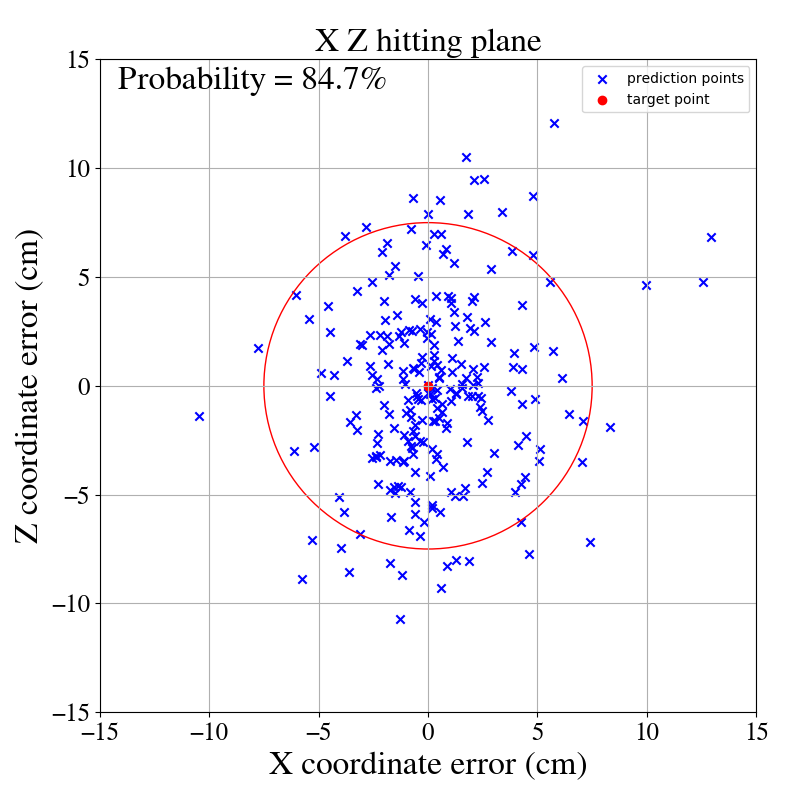 X Z hitting plane
Probability = 84.7%
prediction points
target point
Z coordinate error (cm)
15
10
5
0
−5
−10
−15
−15
−10
−5
0
5
10
15
X coordinate error (cm)